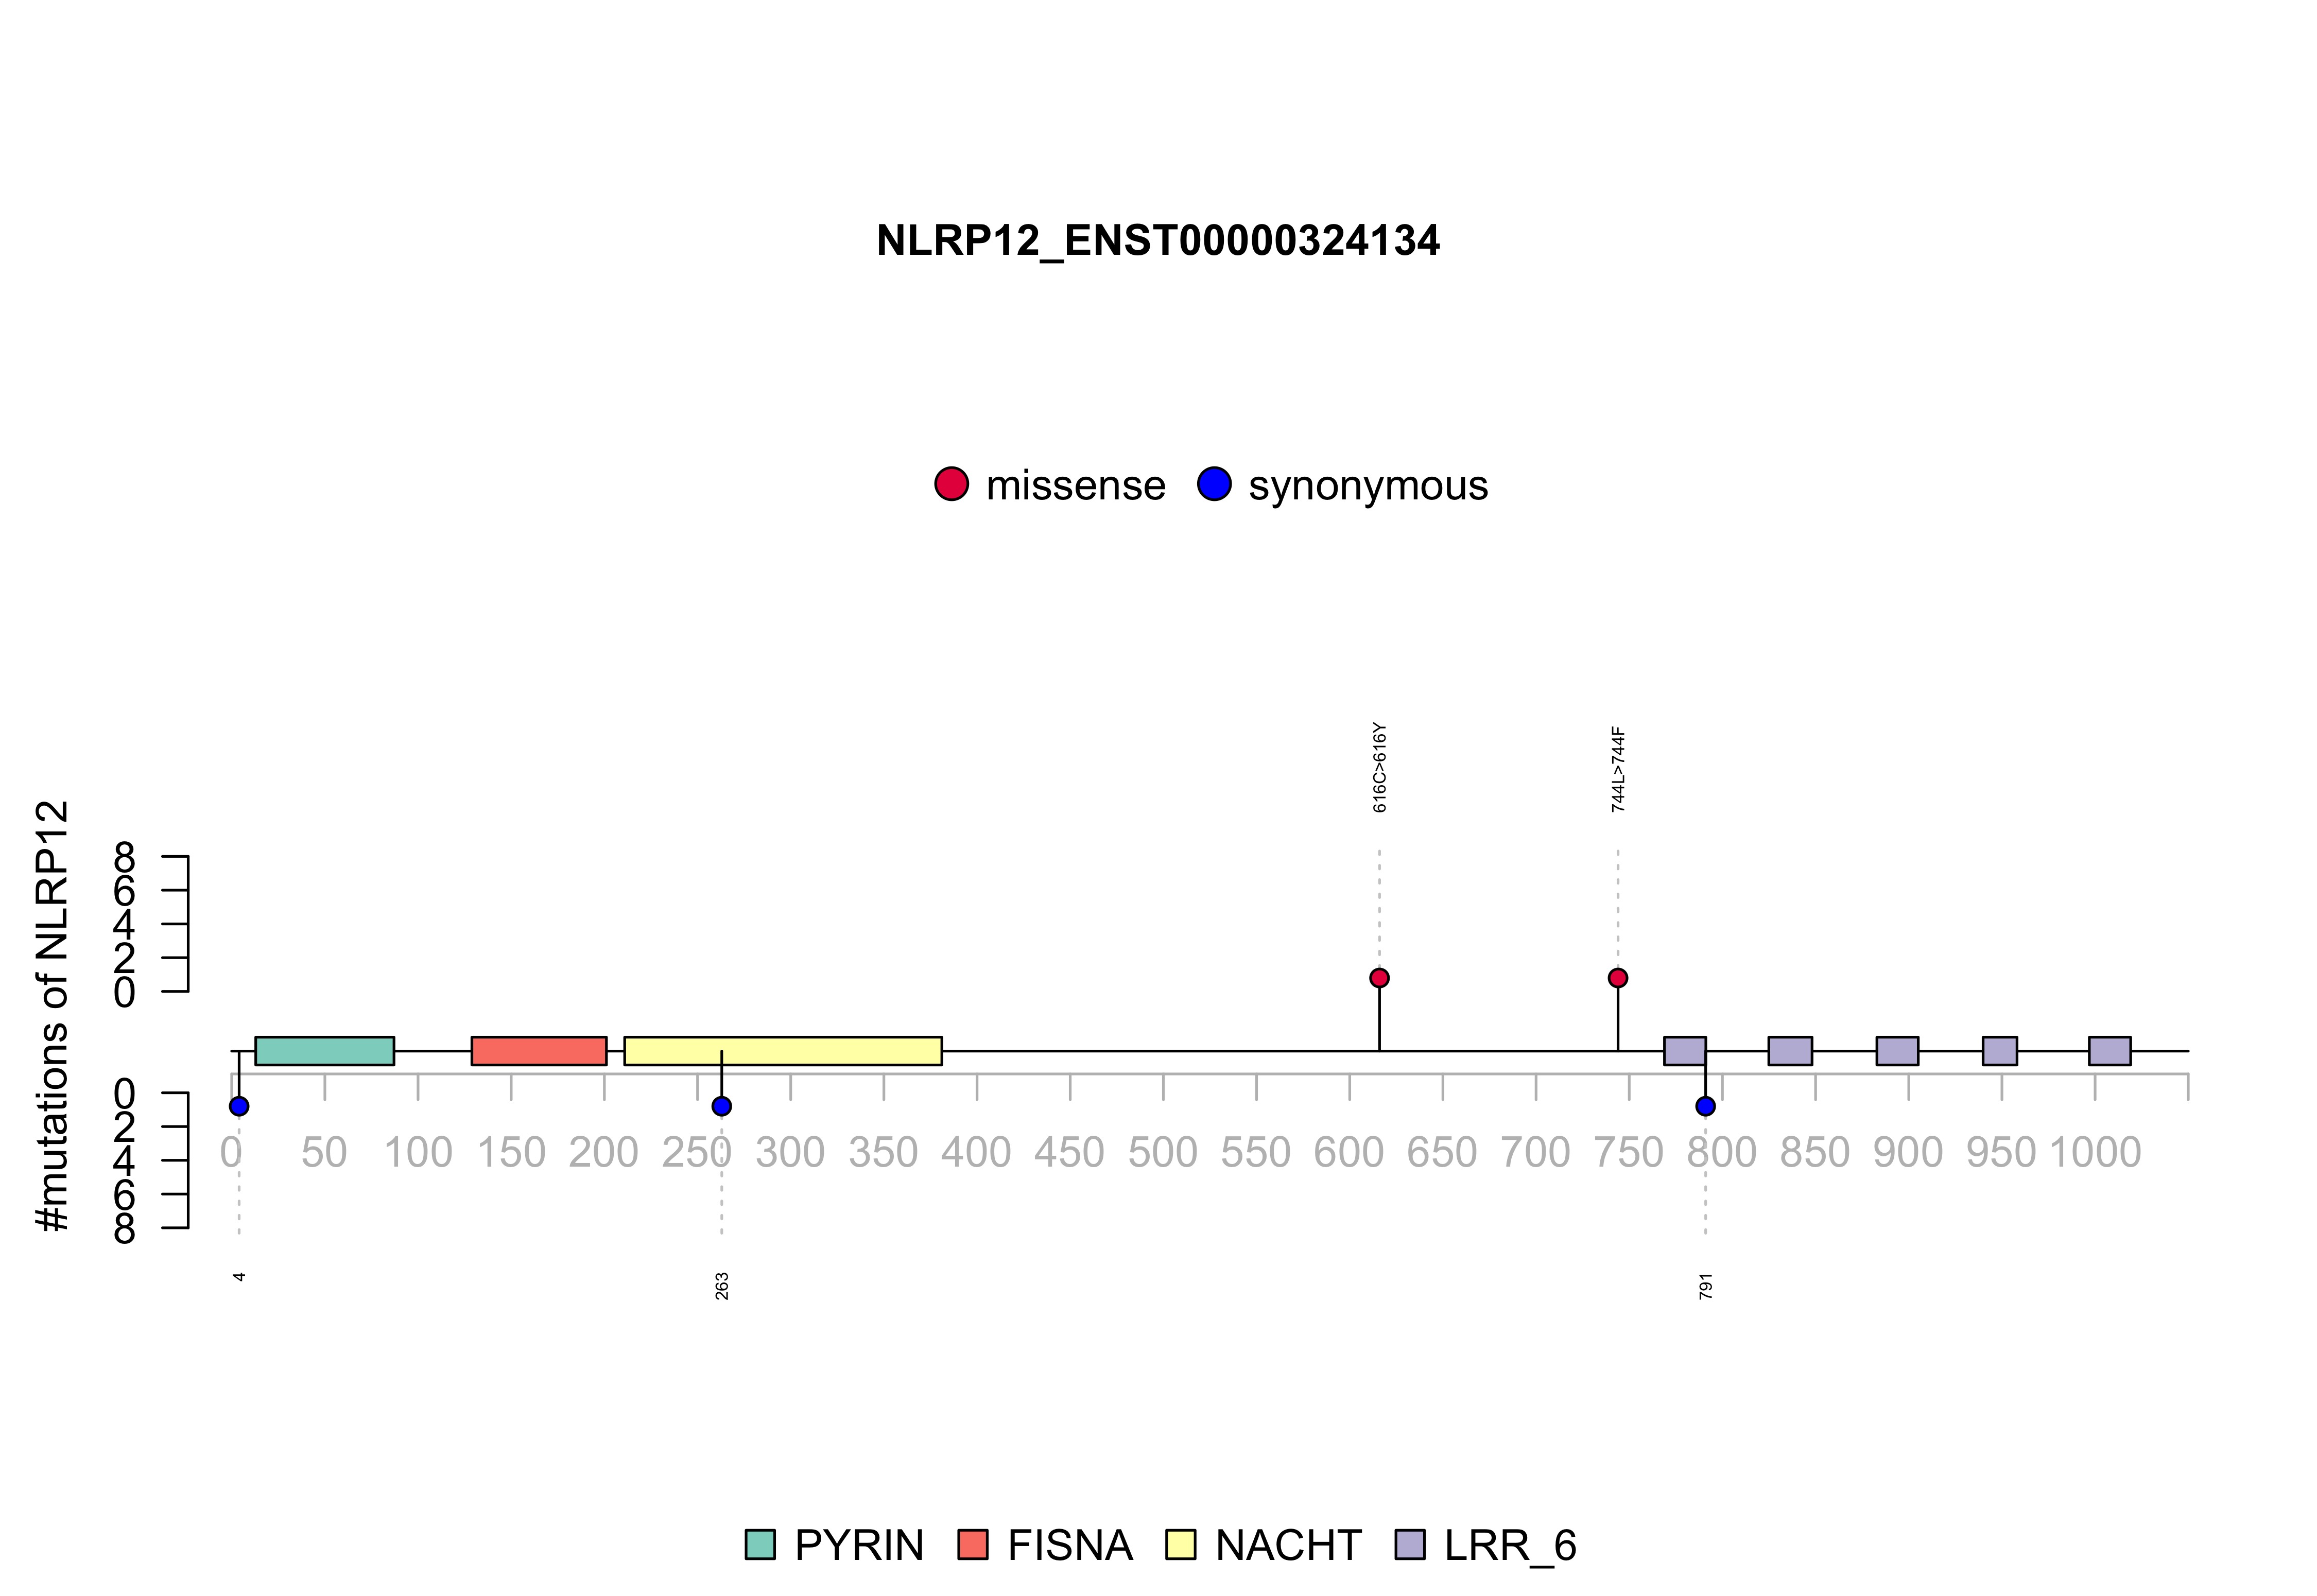 NLRP12_ENST00000324134
missense synonymous
616C>616Y
744L>744F
#mutations of NLRP12
8
6
4
2
0
0
2
4
6
8
0 50 100 150 200 250 300 350 400 450 500 550 600 650 700 750 800 850 900 950 1000
4
263
791
PYRIN FISNA NACHT LRR_6